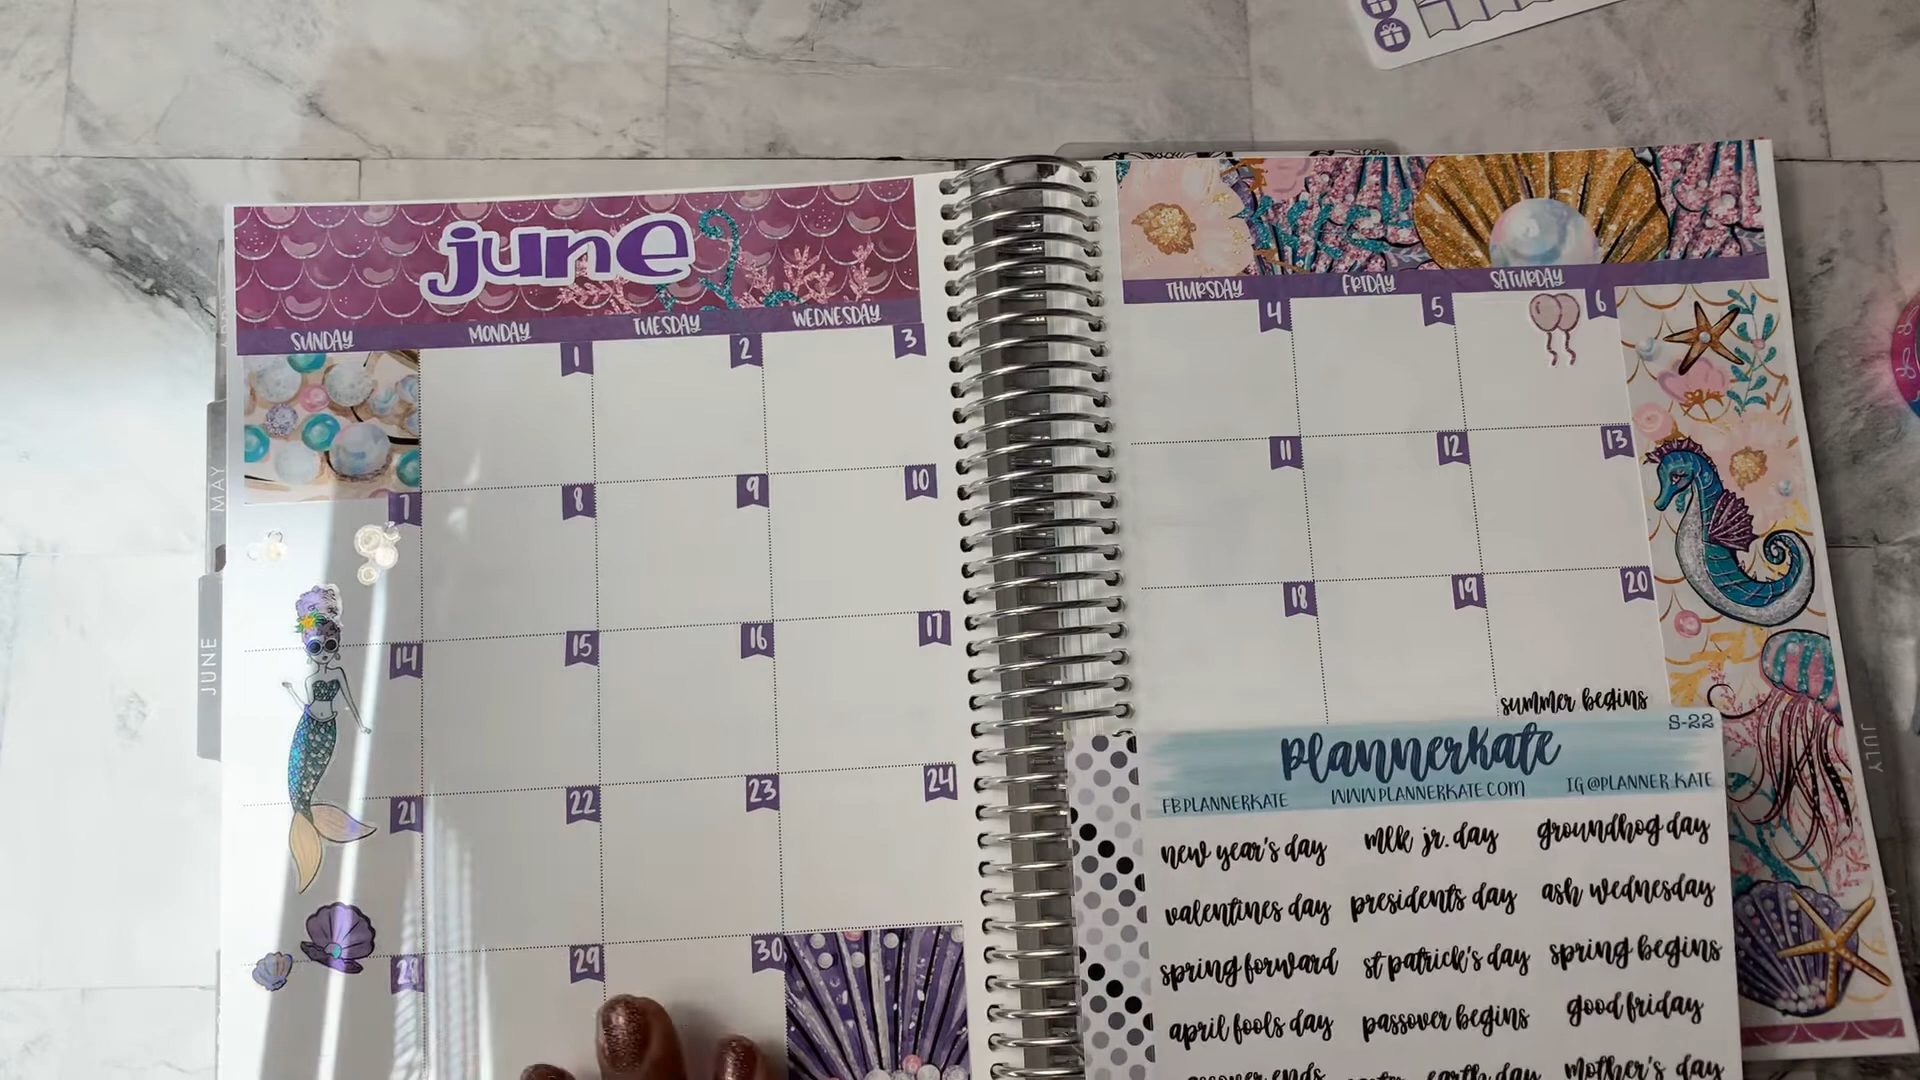 june
SUNDAY MONDAY TUESDAY WEDNESDAY
THURSDAY FRIDAY SATURDAY
1 2 3
4 5 6
7 8 9 10
11 12 13
14 15 16 17
18 19 20
21 22 23 24
28 29 30
summer begins
MAY
JUNE
JULY
S-22
plannerkate
FB PLANNERKATE WWW.PLANNERKATE.COM IG @PLANNER.KATE
new year's day mlk jr. day groundhog day
valentines day presidents day ash wednesday
spring forward st patrick's day spring begins
april fools day passover begins good friday
earth day mother's day